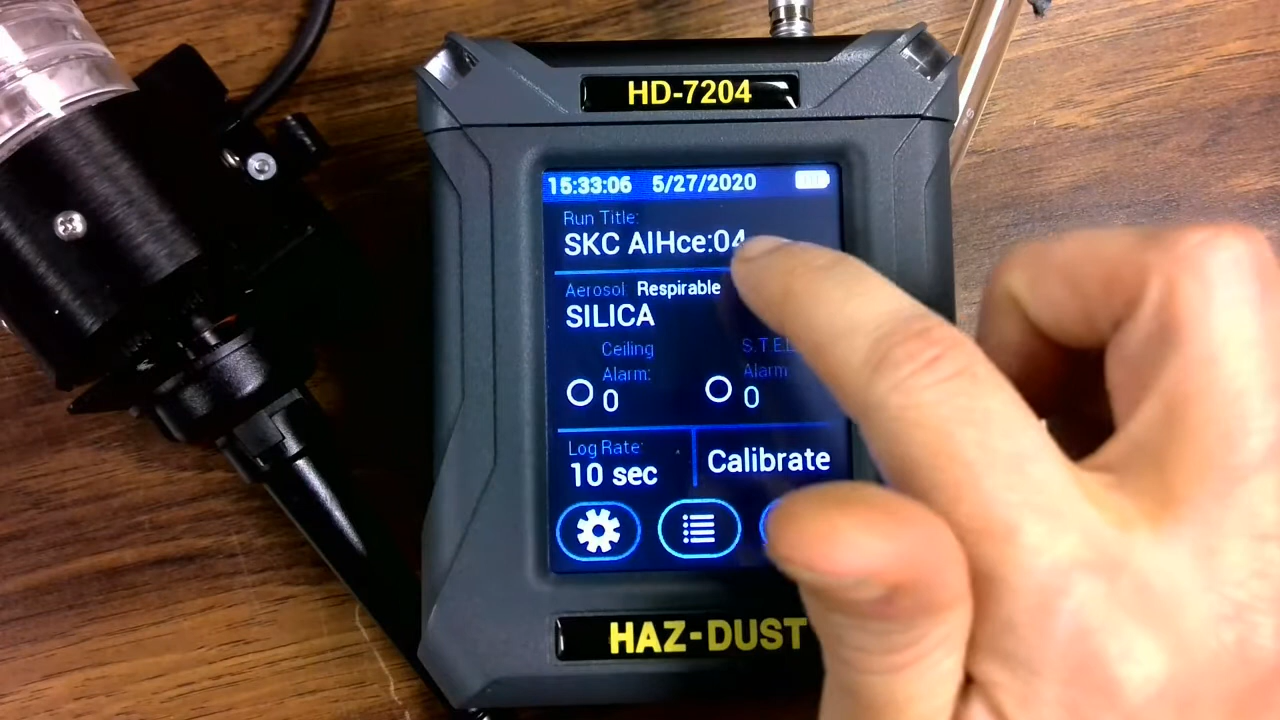 HD-7204
15:33:06 5/27/2020
Run Title:
SKC AIHce:04
Aerosol Respirable
SILICA
Ceiling S.T.E.L
Alarm: Alarm
0 0
Log Rate:
10 sec
Calibrate
HAZ-DUST